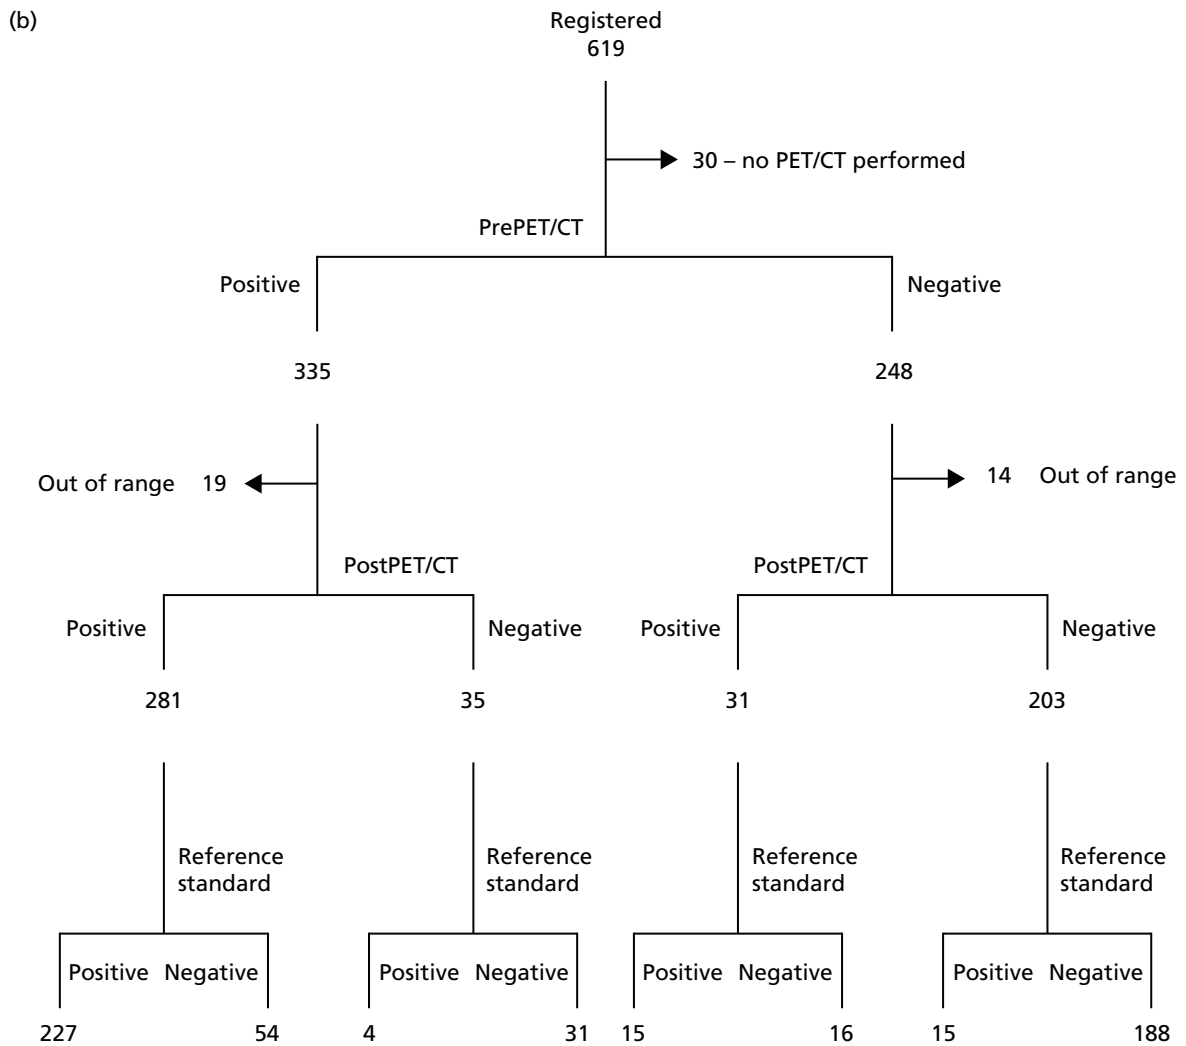 (b)
Registered
619
30 – no PET/CT performed
PrePET/CT
Positive
Negative
335
248
Out of range 19
14 Out of range
PostPET/CT
PostPET/CT
Positive
Negative
Positive
Negative
281
35
31
203
Reference
standard
Reference
standard
Reference
standard
Reference
standard
Positive Negative
Positive Negative
Positive Negative
Positive Negative
227
54
4
31
15
16
15
188